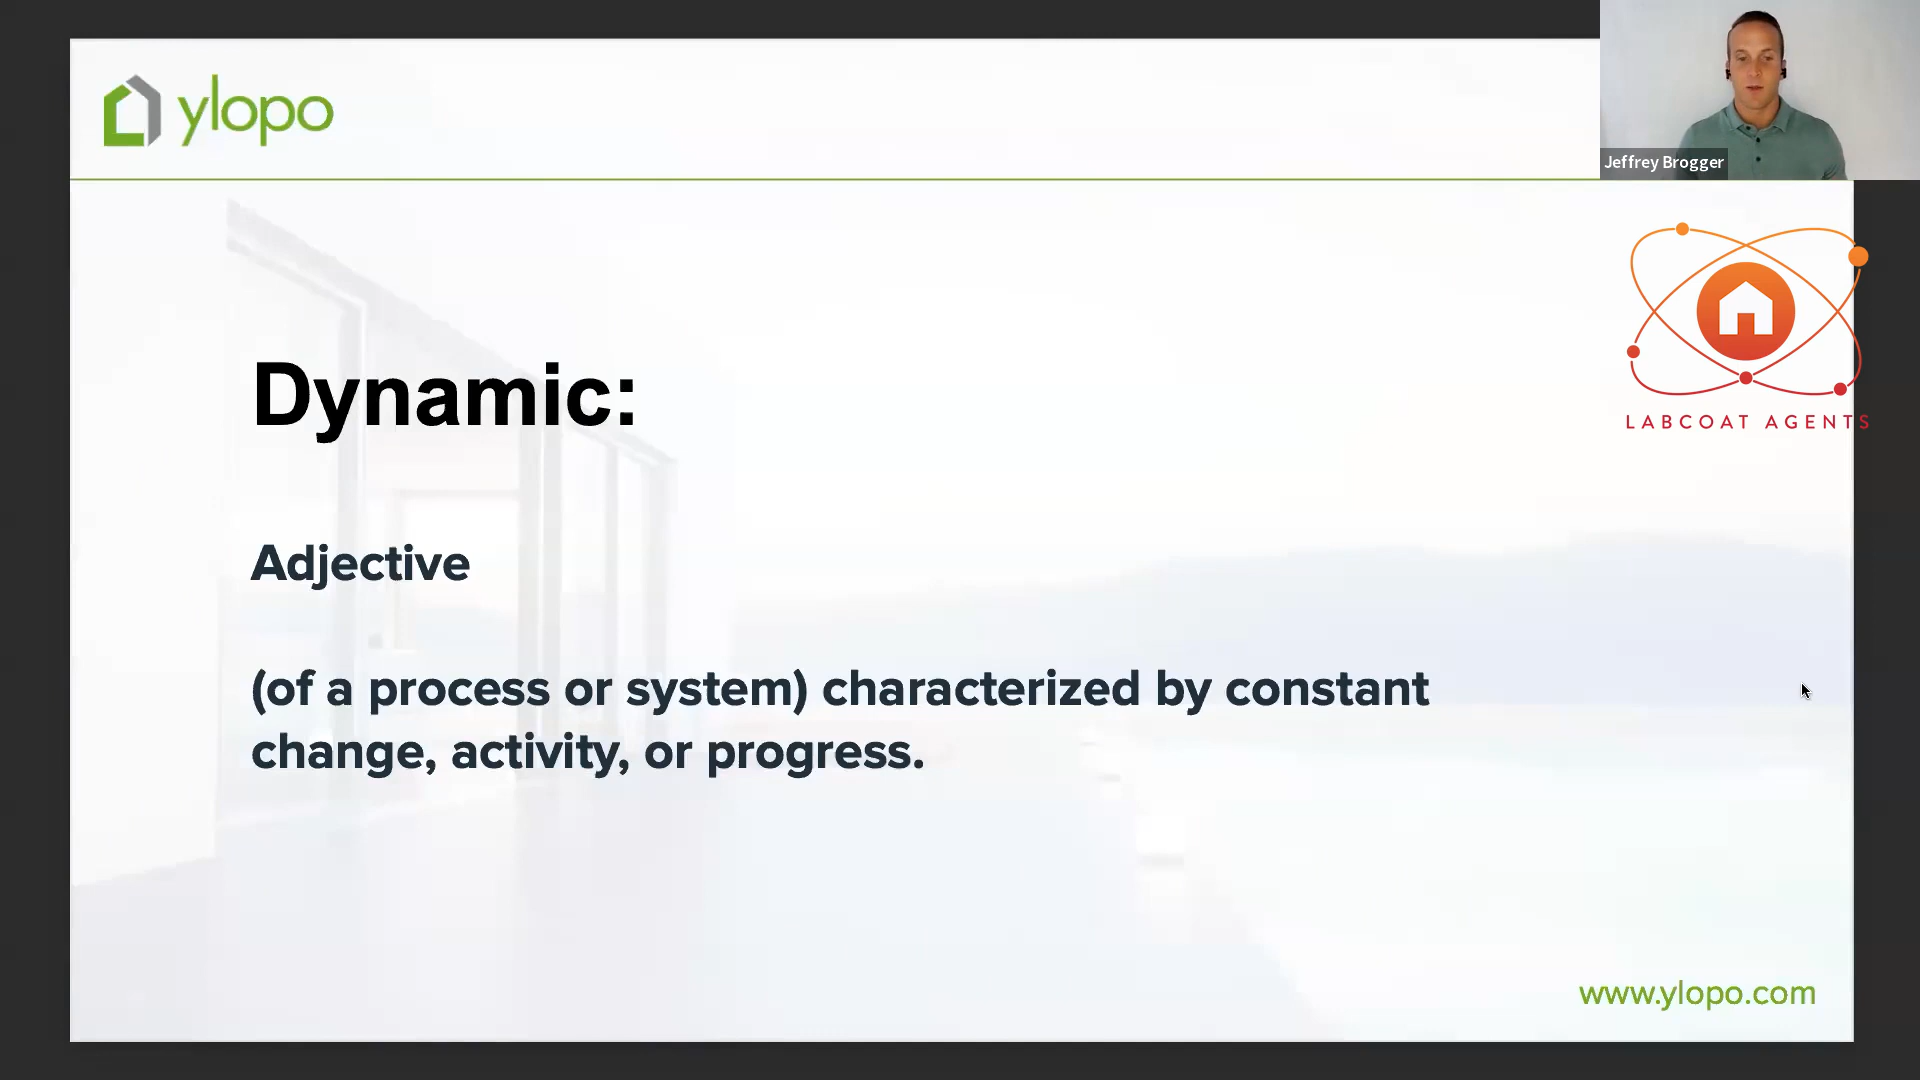 ylopo
Jeffrey Brogger
LABCOAT AGENTS
Dynamic:
Adjective
(of a process or system) characterized by constant
change, activity, or progress.
www.ylopo.com